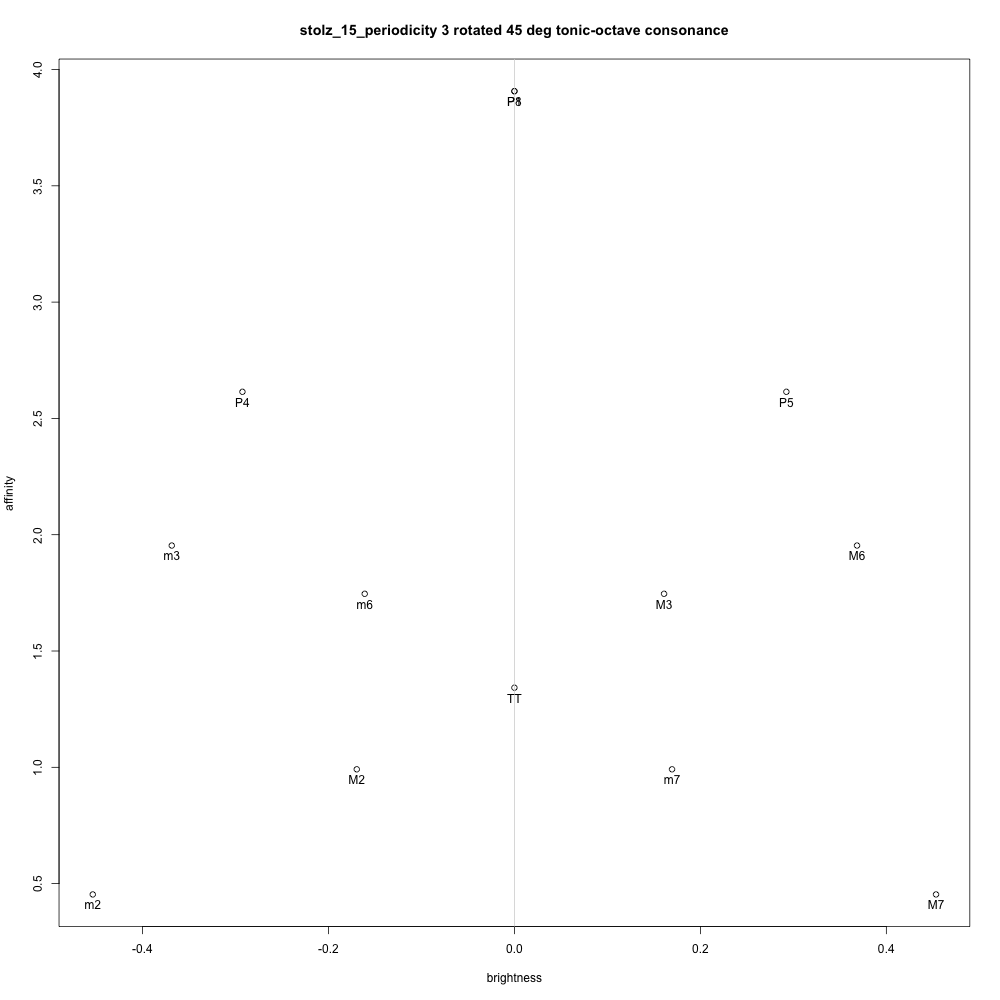 stolz_15_periodicity 3 rotated 45 deg tonic-octave consonance
4.0
3.5
3.0
2.5
2.0
1.5
1.0
0.5
affinity
P4
P5
m3
M6
m6
M3
TT
M2
m7
m2
M7
-0.4
-0.2
0.0
0.2
0.4
brightness